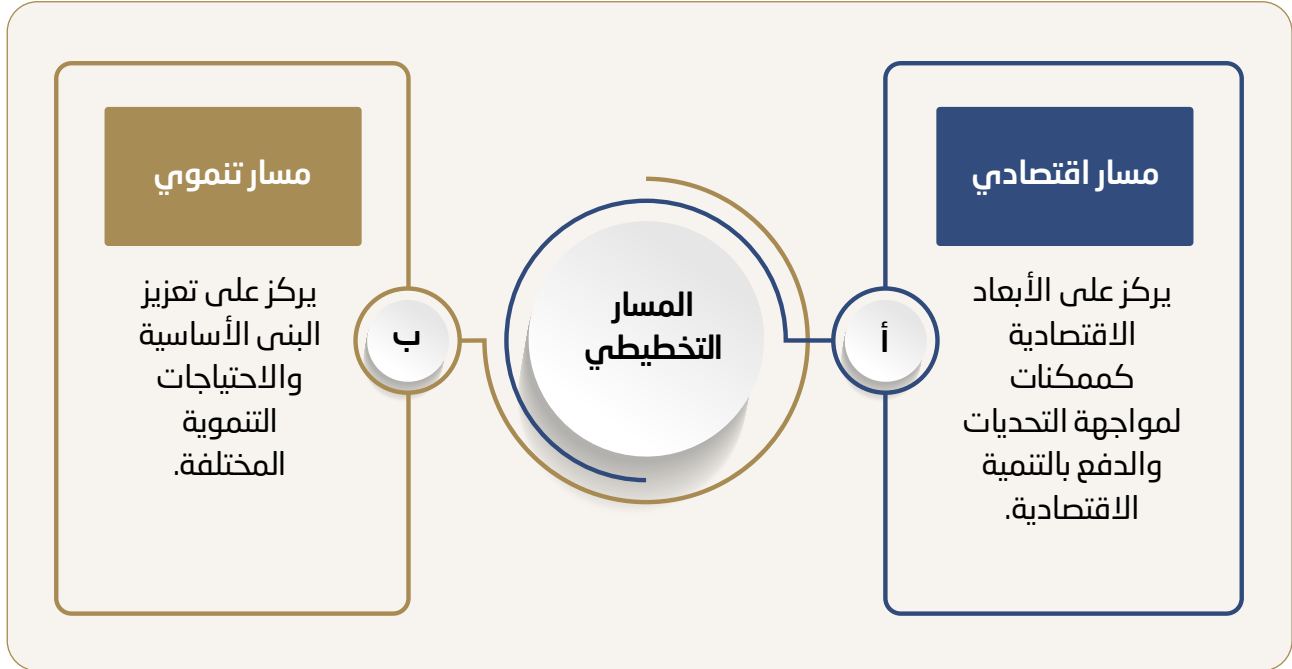 المسار
التخطيطي
أ
مسار اقتصادي
يركز على الأبعاد
الاقتصادية
كممكنات
لمواجهة التحديات
والدفع بالتنمية
الاقتصادية.
ب
مسار تنموي
يركز على تعزيز
البنى الأساسية
والاحتياجات
التنموية
المختلفة.